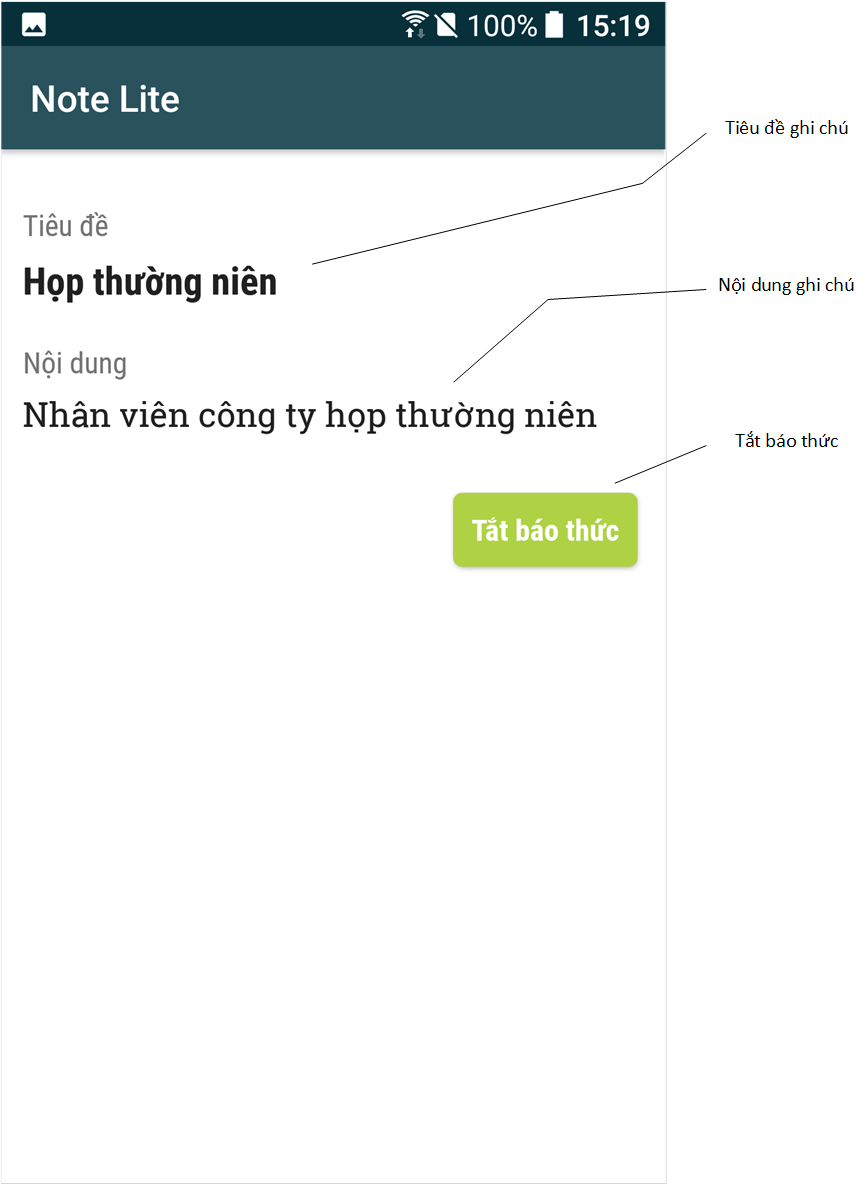 100% 15:19
Note Lite
Tiêu đề ghi chú
Tiêu đề
Họp thường niên
Nội dung ghi chú
Nội dung
Nhân viên công ty họp thường niên
Tắt báo thức
Tắt báo thức